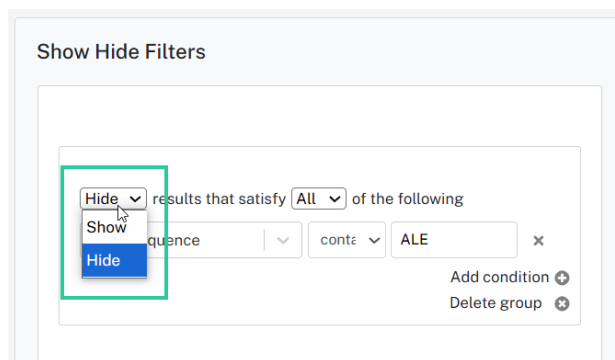 Show Hide Filters
Hide results that satisfy All of the following
Show
quence conta ALE
Hide
Add condition
Delete group